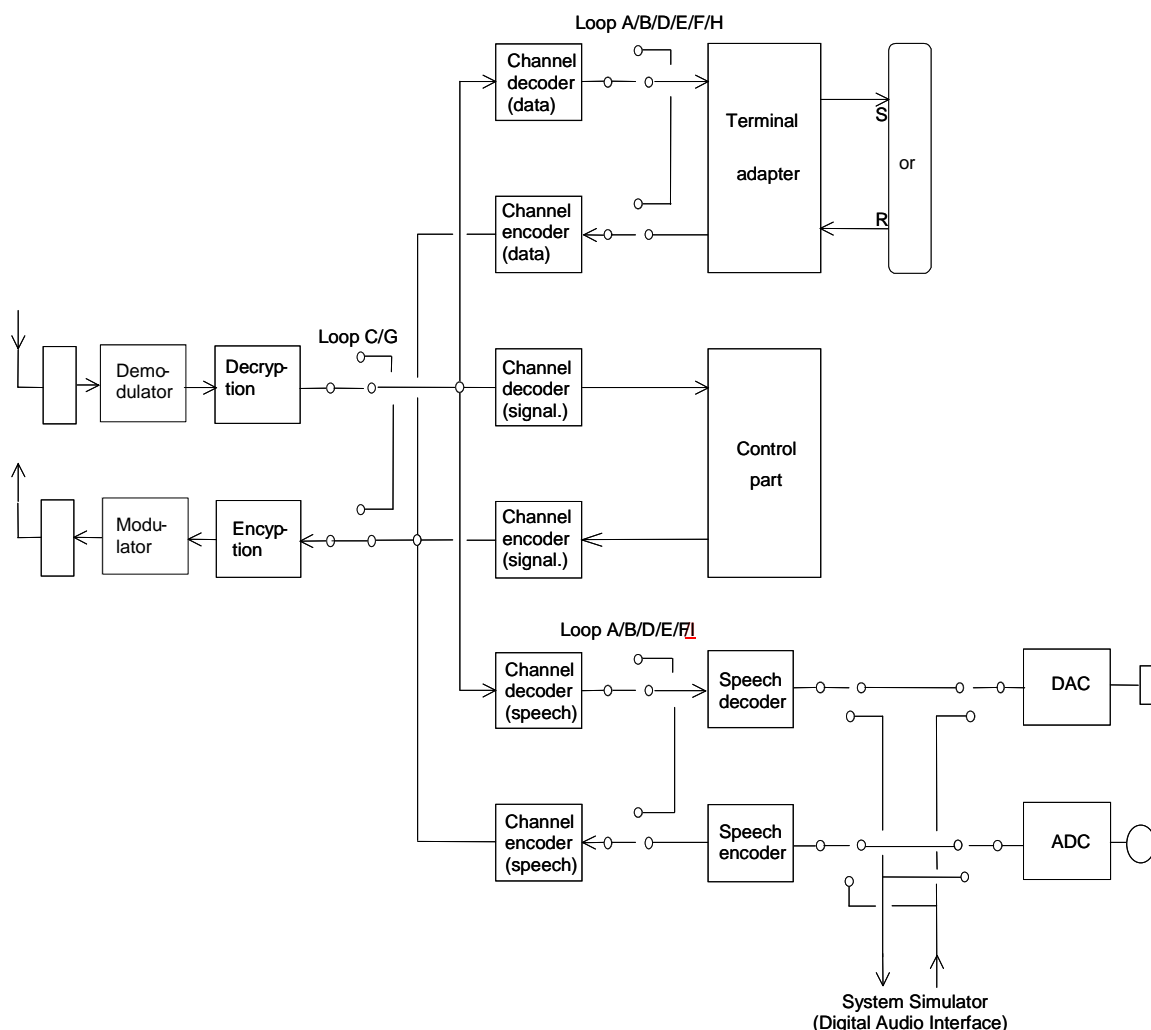 Loop A/B/D/E/F/H
Channel
decoder
(data)
Terminal
adapter
S
or
R
Channel
encoder
(data)
Loop C/G
Demo-
dulator
Decryp-
tion
Channel
decoder
(signal.)
Control
part
Modu-
lator
Encyp-
tion
Channel
encoder
(signal.)
Loop A/B/D/E/F/I
Channel
decoder
(speech)
Speech
decoder
DAC
Channel
encoder
(speech)
Speech
encoder
ADC
System Simulator
(Digital Audio Interface)